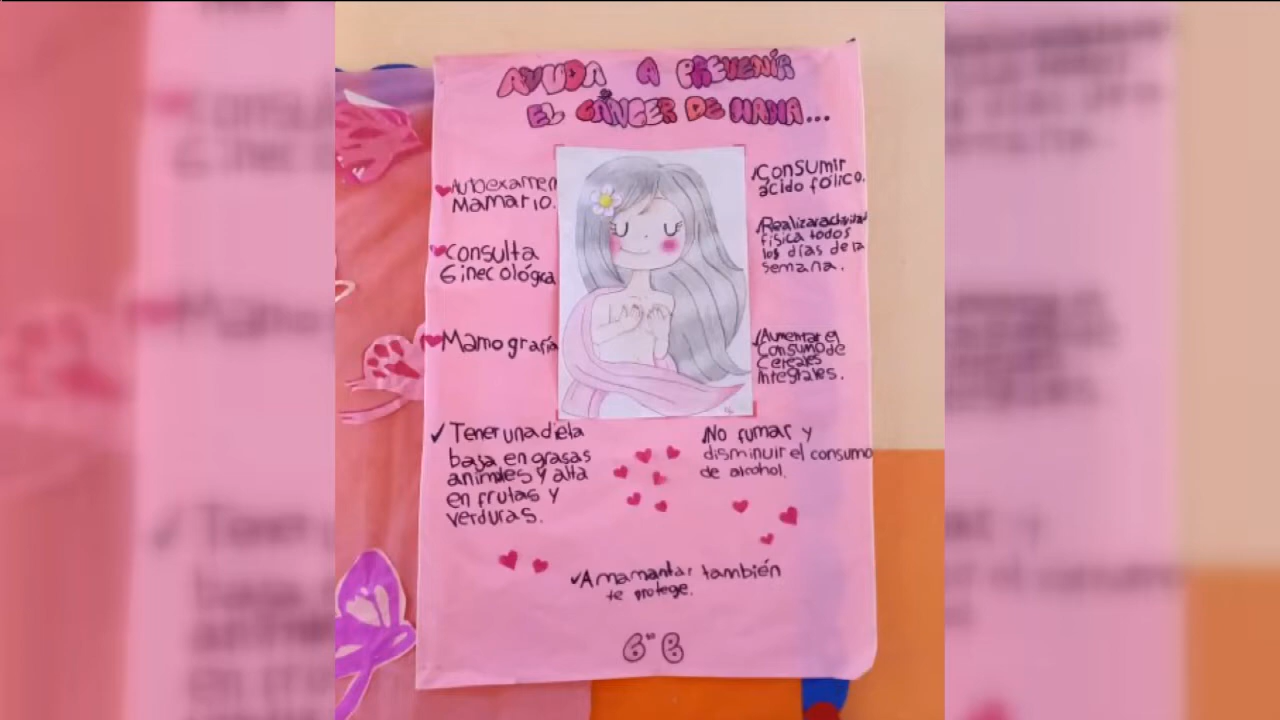 AYUDA A PREVENIR
EL CÁNCER DE MAMA...
Autoexamen
Mamario.
Consulta
Ginecológica
Mamografía
Consumir
ácido fólico.
Realizar actividad
física todos
los días de la
semana.
Aumentar el
Consumo de
Cereales
integrales.
✓ Tener una dieta
baja en grasas
animales y alta
en frutas y
verduras.
No fumar y
disminuir el consumo
de alcohol.
✓ Amamantar también
te protege.
6to B